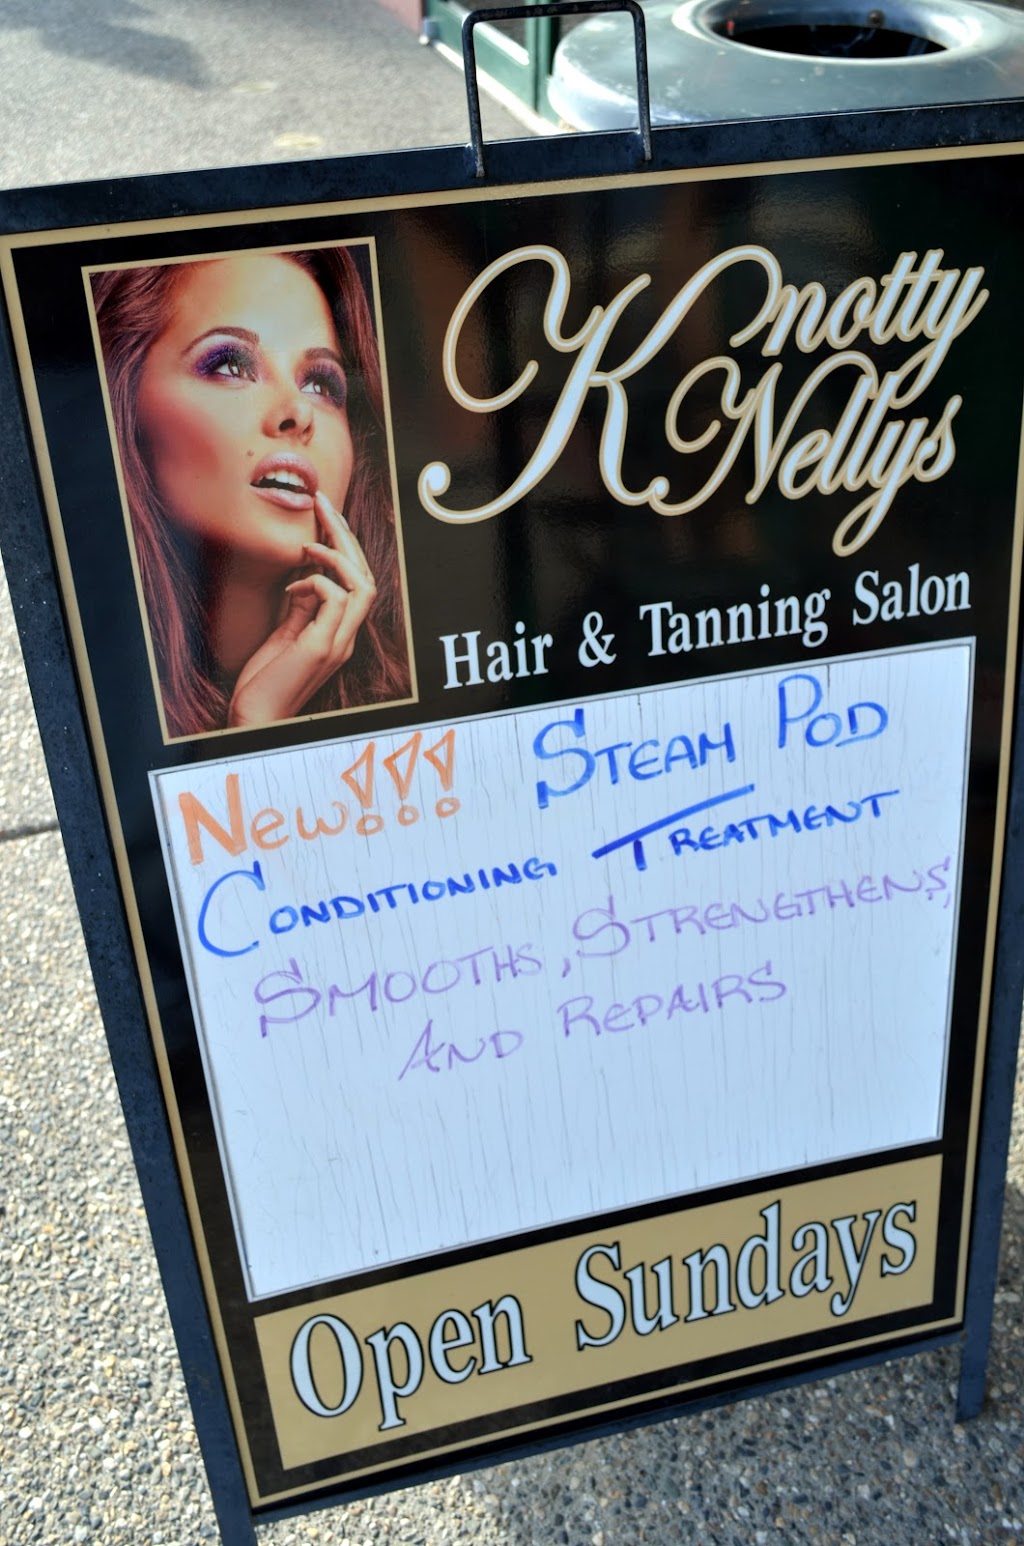 Knotty
Nellys
Hair & Tanning Salon
New!!! STEAM POD
CONDITIONING TREATMENT
SMOOTHS, STRENGTHENS,
AND REPAIRS
Open Sundays